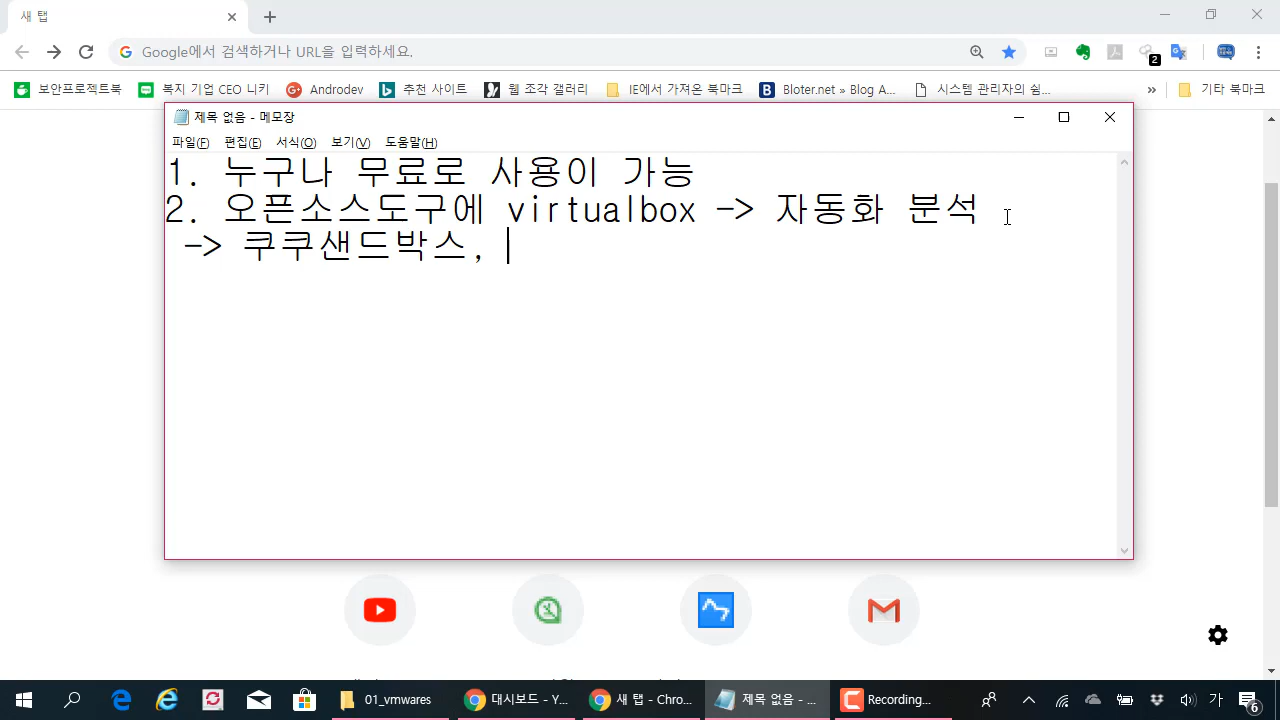 새 탭
Google에서 검색하거나 URL을 입력하세요.
2
보안프로젝트북
복지 기업 CEO 니키
Androdev
추천 사이트
웹 조각 갤러리
IE에서 가져온 북마크
Bloter.net » Blog A...
시스템 관리자의 쉼...
»
기타 북마크
제목 없음 - 메모장
파일(F) 편집(E) 서식(O) 보기(V) 도움말(H)
1. 누구나 무료로 사용이 가능
2. 오픈소스도구에 virtualbox -> 자동화 분석
-> 쿠쿠샌드박스,
01_vmwares
대시보드 - Y...
새 탭 - Chro...
제목 없음 - ...
Recording...
가
6